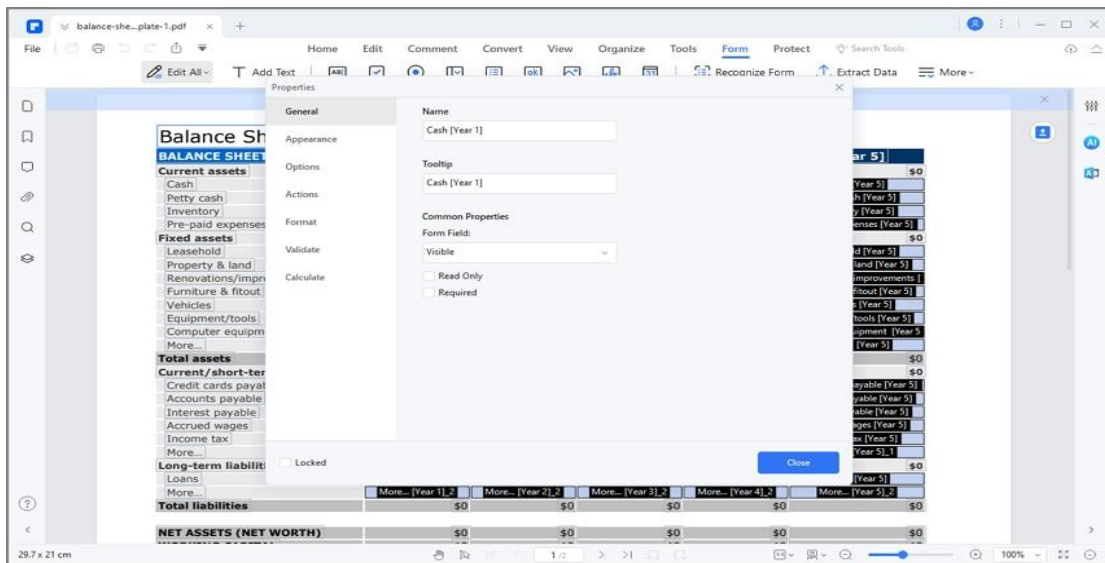 balance-she...plate-1.pdf
File Home Edit Comment Convert View Organize Tools Form Protect Search Tools
Edit All Add Text Recognize Form Extract Data More
Properties
General
Appearance
Options
Actions
Format
Validate
Calculate
Name
Cash [Year 1]
Tooltip
Cash [Year 1]
Common Properties
Form Field:
Visible
Read Only
Required
Locked
Close
Balance Sh
BALANCE SHEET ar 5]
Current assets $0
Cash Year 5]
Petty cash h [Year 5]
Inventory y [Year 5]
Pre-paid expenses enses [Year 5]
Fixed assets $0
Leasehold d [Year 5]
Property & land land [Year 5]
Renovations/impr improvements [
Furniture & fitout fitout [Year 5]
Vehicles s [Year 5]
Equipment/tools tools [Year 5]
Computer equipm ipment [Year 5
More... [Year 5]
Total assets $0
Current/short-ter $0
Credit cards payal ayable [Year 5]
Accounts payable yable [Year 5]
Interest payable able [Year 5]
Accrued wages ges [Year 5]
Income tax ax [Year 5]
More... Year 5]_1
Long-term liabiliti $0
Loans [Year 5]
More... More... [Year 1]_2 More... [Year 2]_2 More... [Year 3]_2 More... [Year 4]_2 More... [Year 5]_2
Total liabilities $0 $0 $0 $0 $0
NET ASSETS (NET WORTH) $0 $0 $0 $0 $0
29.7 x 21 cm 1 /2 100%